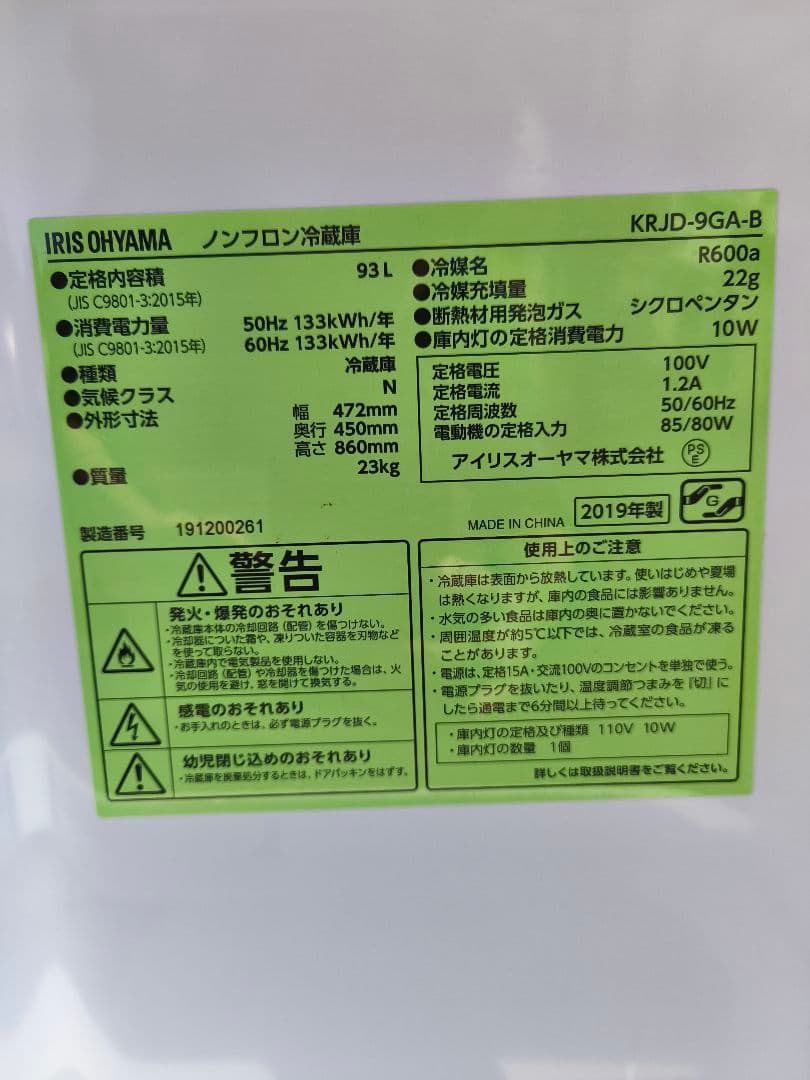 IRIS OHYAMA ノンフロン冷蔵庫 KRJD-9GA-B
●定格内容積 93L
(JIS C9801-3:2015年)
●消費電力量 50Hz 133kWh/年
(JIS C9801-3:2015年) 60Hz 133kWh/年
●種類 冷蔵庫
●気候クラス N
●外形寸法 幅 472mm
奥行 450mm
高さ 860mm
●質量 23kg
製造番号 191200261
●冷媒名 R600a
●冷媒充填量 22g
●断熱材用発泡ガス シクロペンタン
●庫内灯の定格消費電力 10W
定格電圧 100V
定格電流 1.2A
定格周波数 50/60Hz
電動機の定格入力 85/80W
アイリスオーヤマ株式会社 PS E
MADE IN CHINA 2019年製 G
警告
発火・爆発のおそれあり
・冷蔵庫本体の冷却回路(配管)を傷つけない。
・冷却器についた霜や、凍りついた容器を刃物など
を使って取らない。
・冷蔵庫内で電気製品を使用しない。
・冷却回路(配管)や冷却器を傷つけた場合は、火
気の使用を避け、窓を開けて換気する。
感電のおそれあり
・お手入れのときは、必ず電源プラグを抜く。
幼児閉じ込めのおそれあり
・冷蔵庫を廃棄処分するときは、ドアパッキンをはずす。
使用上のご注意
・冷蔵庫は表面から放熱しています。使いはじめや夏場
は熱くなりますが、庫内の食品には影響ありません。
・水気の多い食品は庫内の奥に置かないでください。
・周囲温度が約5℃以下では、冷蔵室の食品が凍る
ことがあります。
・電源は、定格15A・交流100Vのコンセントを単独で使う。
・電源プラグを抜いたり、温度調節つまみを『切』に
したら通電まで6分間以上待ってください。
・庫内灯の定格及び種類 110V 10W
・庫内灯の数量 1個
詳しくは取扱説明書をご覧ください。